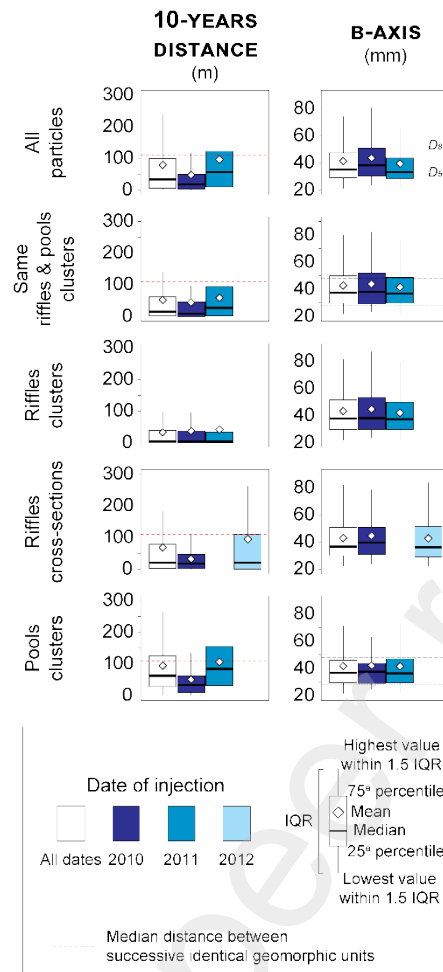 10-YEARS DISTANCE
(m)
B-AXIS
(mm)
All particles
300
200
100
0
80
60
40
20
Same riffles & pools clusters
300
200
100
0
80
60
40
20
Riffles clusters
300
200
100
80
60
40
20
Riffles cross-sections
300
200
100
0
80
60
40
20
Pools clusters
300
200
100
0
80
60
40
20
Date of injection
All dates 2010 2011 2012
Highest value
within 1.5 IQR
75ᵉ percentile
Mean
Median
25ᵉ percentile
IQR
Lowest value
within 1.5 IQR
Median distance between
successive identical geomorphic units